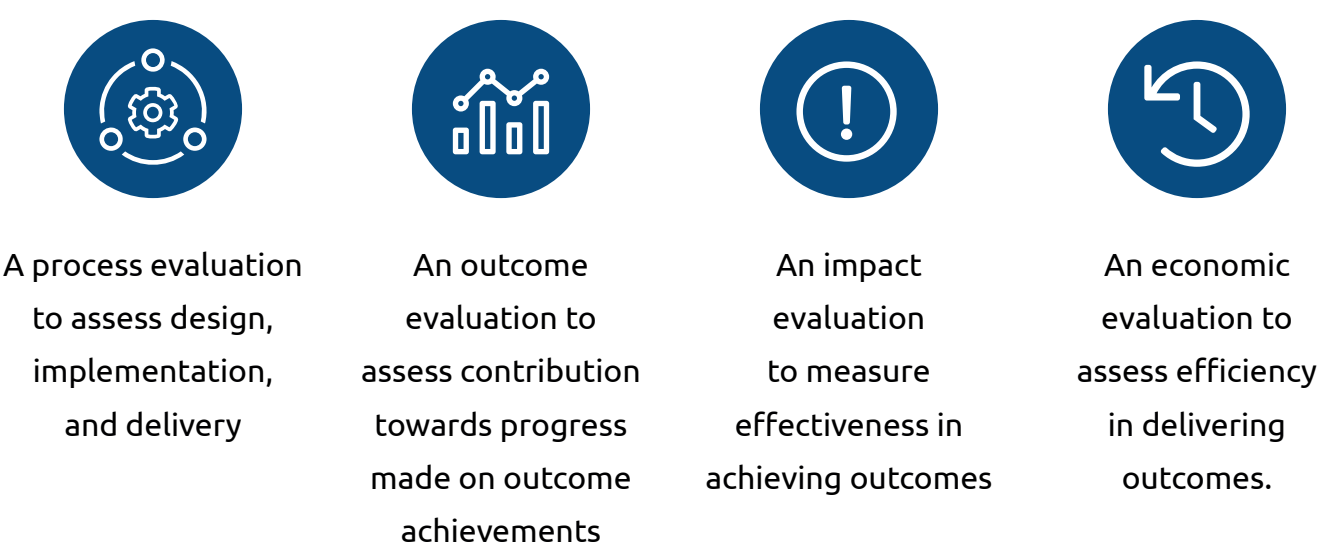 A process evaluation
to assess design,
implementation,
and delivery
An outcome
evaluation to
assess contribution
towards progress
made on outcome
achievements
An impact
evaluation
to measure
effectiveness in
achieving outcomes
An economic
evaluation to
assess efficiency
in delivering
outcomes.